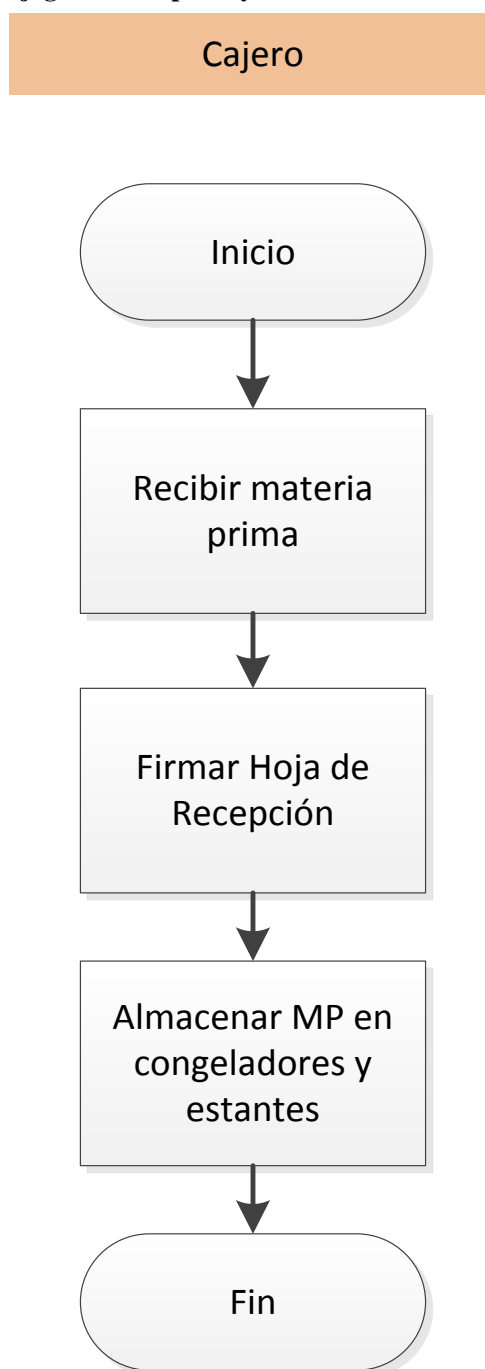 Cajero
Inicio
Recibir materia
prima
Firmar Hoja de
Recepción
Almacenar MP en
congeladores y
estantes
Fin